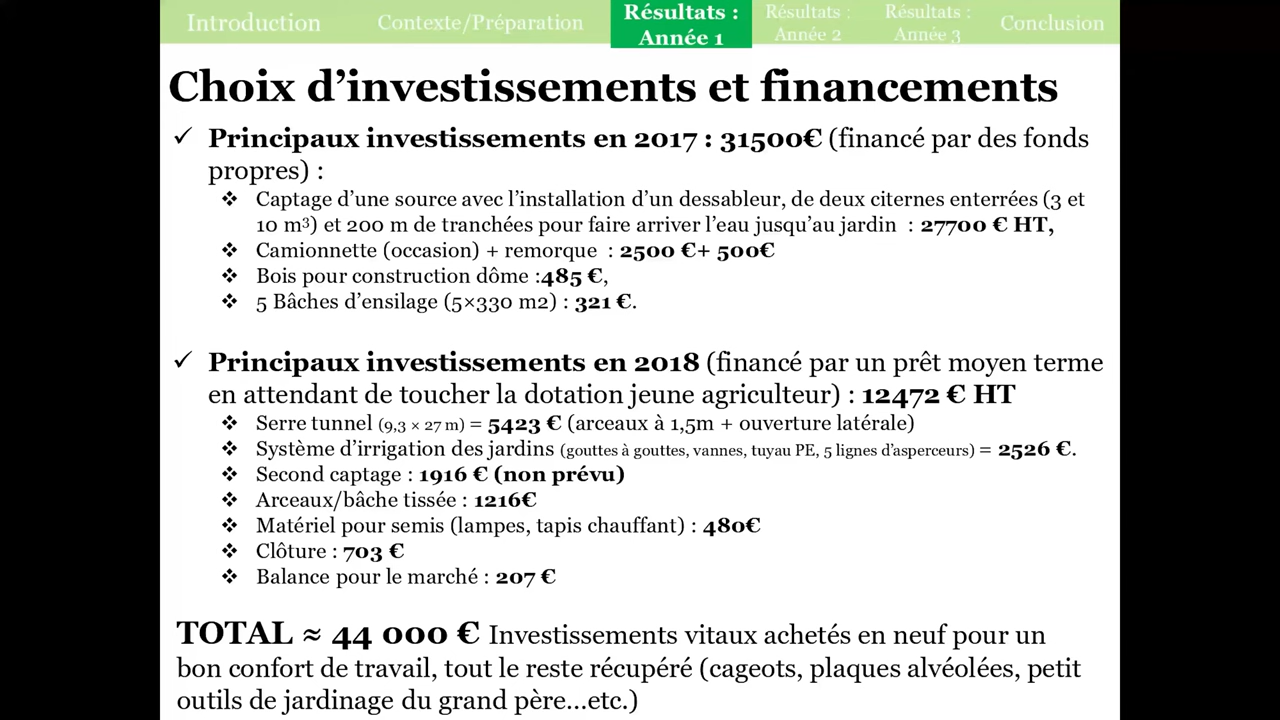 Introduction
Contexte/Préparation
Résultats :
Année 1
Résultats :
Année 2
Résultats :
Année 3
Conclusion
Choix d’investissements et financements
✓ Principaux investissements en 2017 : 31500€ (financé par des fonds
propres) :
❖ Captage d’une source avec l’installation d’un dessableur, de deux citernes enterrées (3 et
10 m³) et 200 m de tranchées pour faire arriver l’eau jusqu’au jardin : 27700 € HT,
❖ Camionnette (occasion) + remorque : 2500 €+ 500€
❖ Bois pour construction dôme :485 €,
❖ 5 Bâches d’ensilage (5×330 m2) : 321 €.
✓ Principaux investissements en 2018 (financé par un prêt moyen terme
en attendant de toucher la dotation jeune agriculteur) : 12472 € HT
❖ Serre tunnel (9,3 × 27 m) = 5423 € (arceaux à 1,5m + ouverture latérale)
❖ Système d’irrigation des jardins (gouttes à gouttes, vannes, tuyau PE, 5 lignes d’asperceurs) = 2526 €.
❖ Second captage : 1916 € (non prévu)
❖ Arceaux/bâche tissée : 1216€
❖ Matériel pour semis (lampes, tapis chauffant) : 480€
❖ Clôture : 703 €
❖ Balance pour le marché : 207 €
TOTAL ≈ 44 000 € Investissements vitaux achetés en neuf pour un
bon confort de travail, tout le reste récupéré (cageots, plaques alvéolées, petit
outils de jardinage du grand père...etc.)